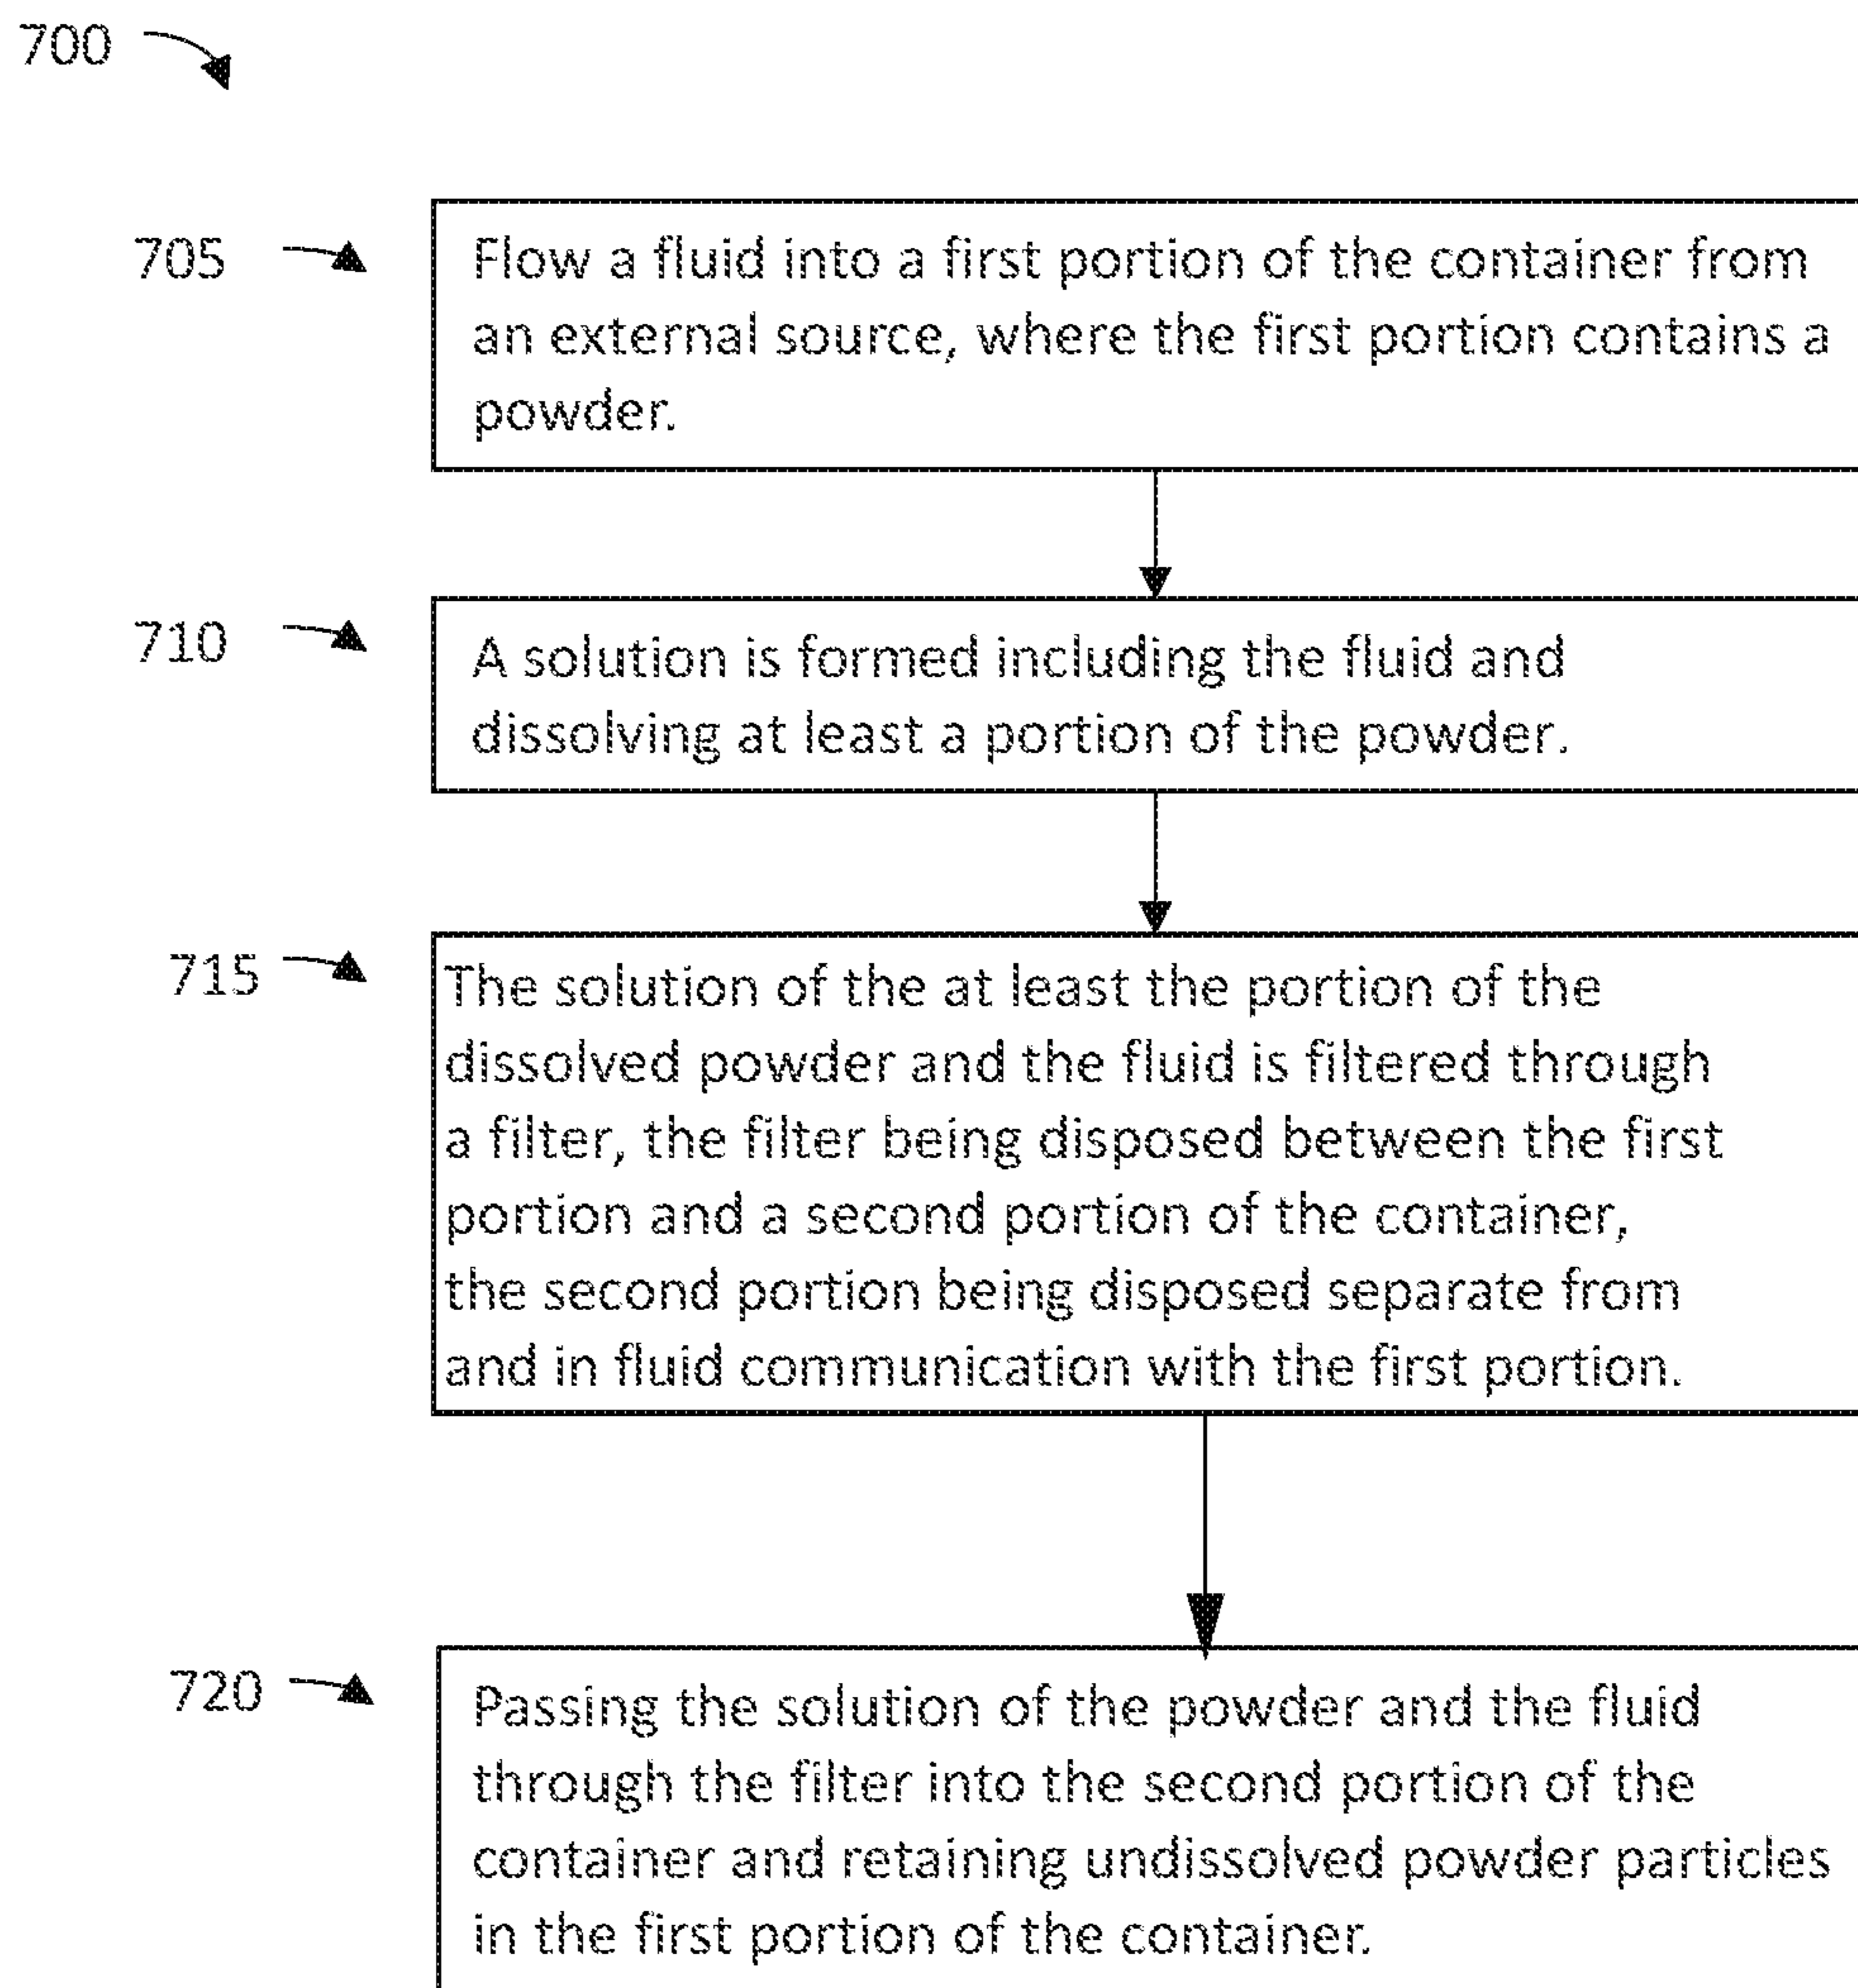 700
705
Flow a fluid into a first portion of the container from
an external source, where the first portion contains a
powder.
710
A solution is formed including the fluid and
dissolving at least a portion of the powder.
715
The solution of the at least the portion of the
dissolved powder and the fluid is filtered through
a filter, the filter being disposed between the first
portion and a second portion of the container,
the second portion being disposed separate from
and in fluid communication with the first portion.
720
Passing the solution of the powder and the fluid
through the filter into the second portion of the
container and retaining undissolved powder particles
in the first portion of the container.